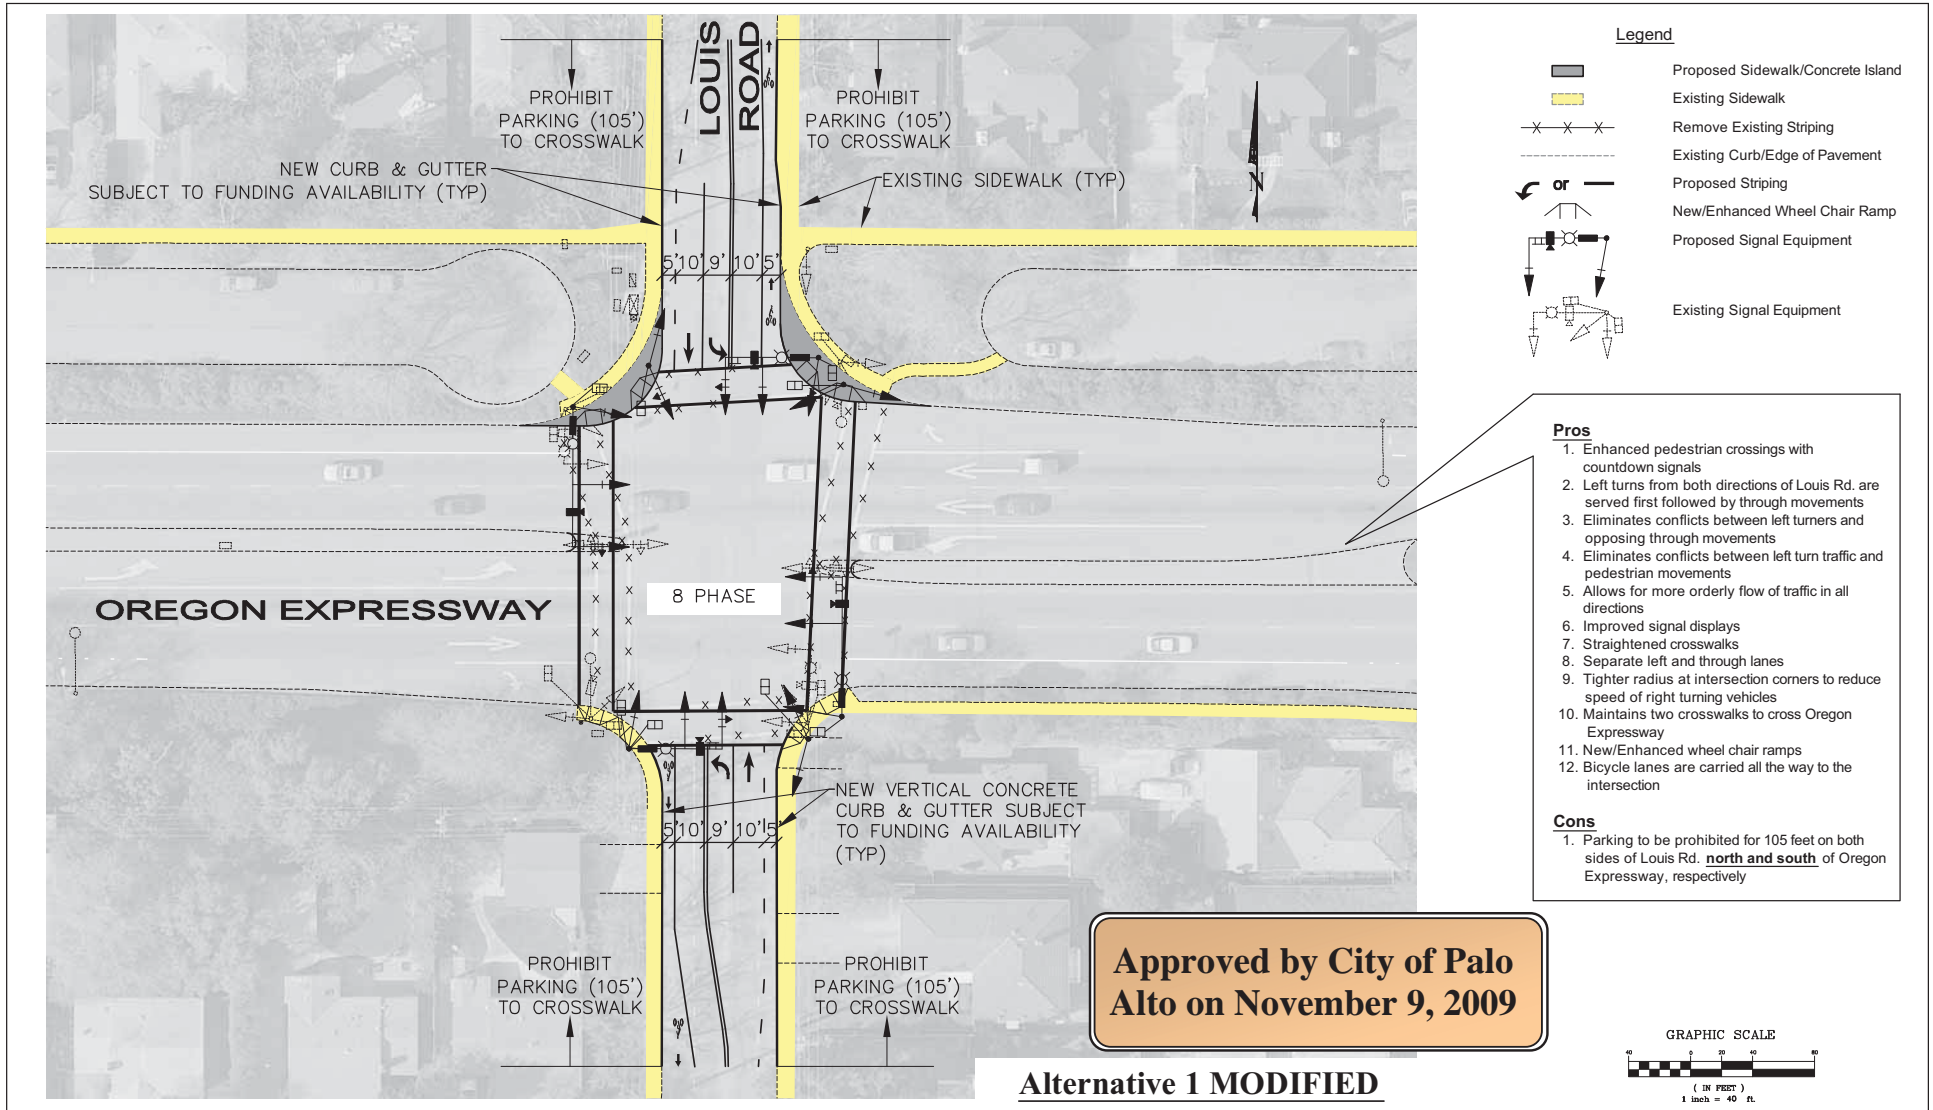 LOUIS
ROAD
PROHIBIT
PARKING (105')
TO CROSSWALK
PROHIBIT
PARKING (105')
TO CROSSWALK
NEW CURB & GUTTER
SUBJECT TO FUNDING AVAILABILITY (TYP)
EXISTING SIDEWALK (TYP)
N
5' 10' 9' 10' 5'
8 PHASE
OREGON EXPRESSWAY
NEW VERTICAL CONCRETE
CURB & GUTTER SUBJECT
TO FUNDING AVAILABILITY
(TYP)
5' 10' 9' 10' 5'
PROHIBIT
PARKING (105')
TO CROSSWALK
PROHIBIT
PARKING (105')
TO CROSSWALK
Legend
Proposed Sidewalk/Concrete Island
Existing Sidewalk
Remove Existing Striping
Existing Curb/Edge of Pavement
or Proposed Striping
New/Enhanced Wheel Chair Ramp
Proposed Signal Equipment
Existing Signal Equipment
Pros
1. Enhanced pedestrian crossings with
countdown signals
2. Left turns from both directions of Louis Rd. are
served first followed by through movements
3. Eliminates conflicts between left turners and
opposing through movements
4. Eliminates conflicts between left turn traffic and
pedestrian movements
5. Allows for more orderly flow of traffic in all
directions
6. Improved signal displays
7. Straightened crosswalks
8. Separate left and through lanes
9. Tighter radius at intersection corners to reduce
speed of right turning vehicles
10. Maintains two crosswalks to cross Oregon
Expressway
11. New/Enhanced wheel chair ramps
12. Bicycle lanes are carried all the way to the
intersection
Cons
1. Parking to be prohibited for 105 feet on both
sides of Louis Rd. north and south of Oregon
Expressway, respectively
Approved by City of Palo
Alto on November 9, 2009
Alternative 1 MODIFIED
GRAPHIC SCALE
40 0 20 40 80
( IN FEET )
1 inch = 40 ft.